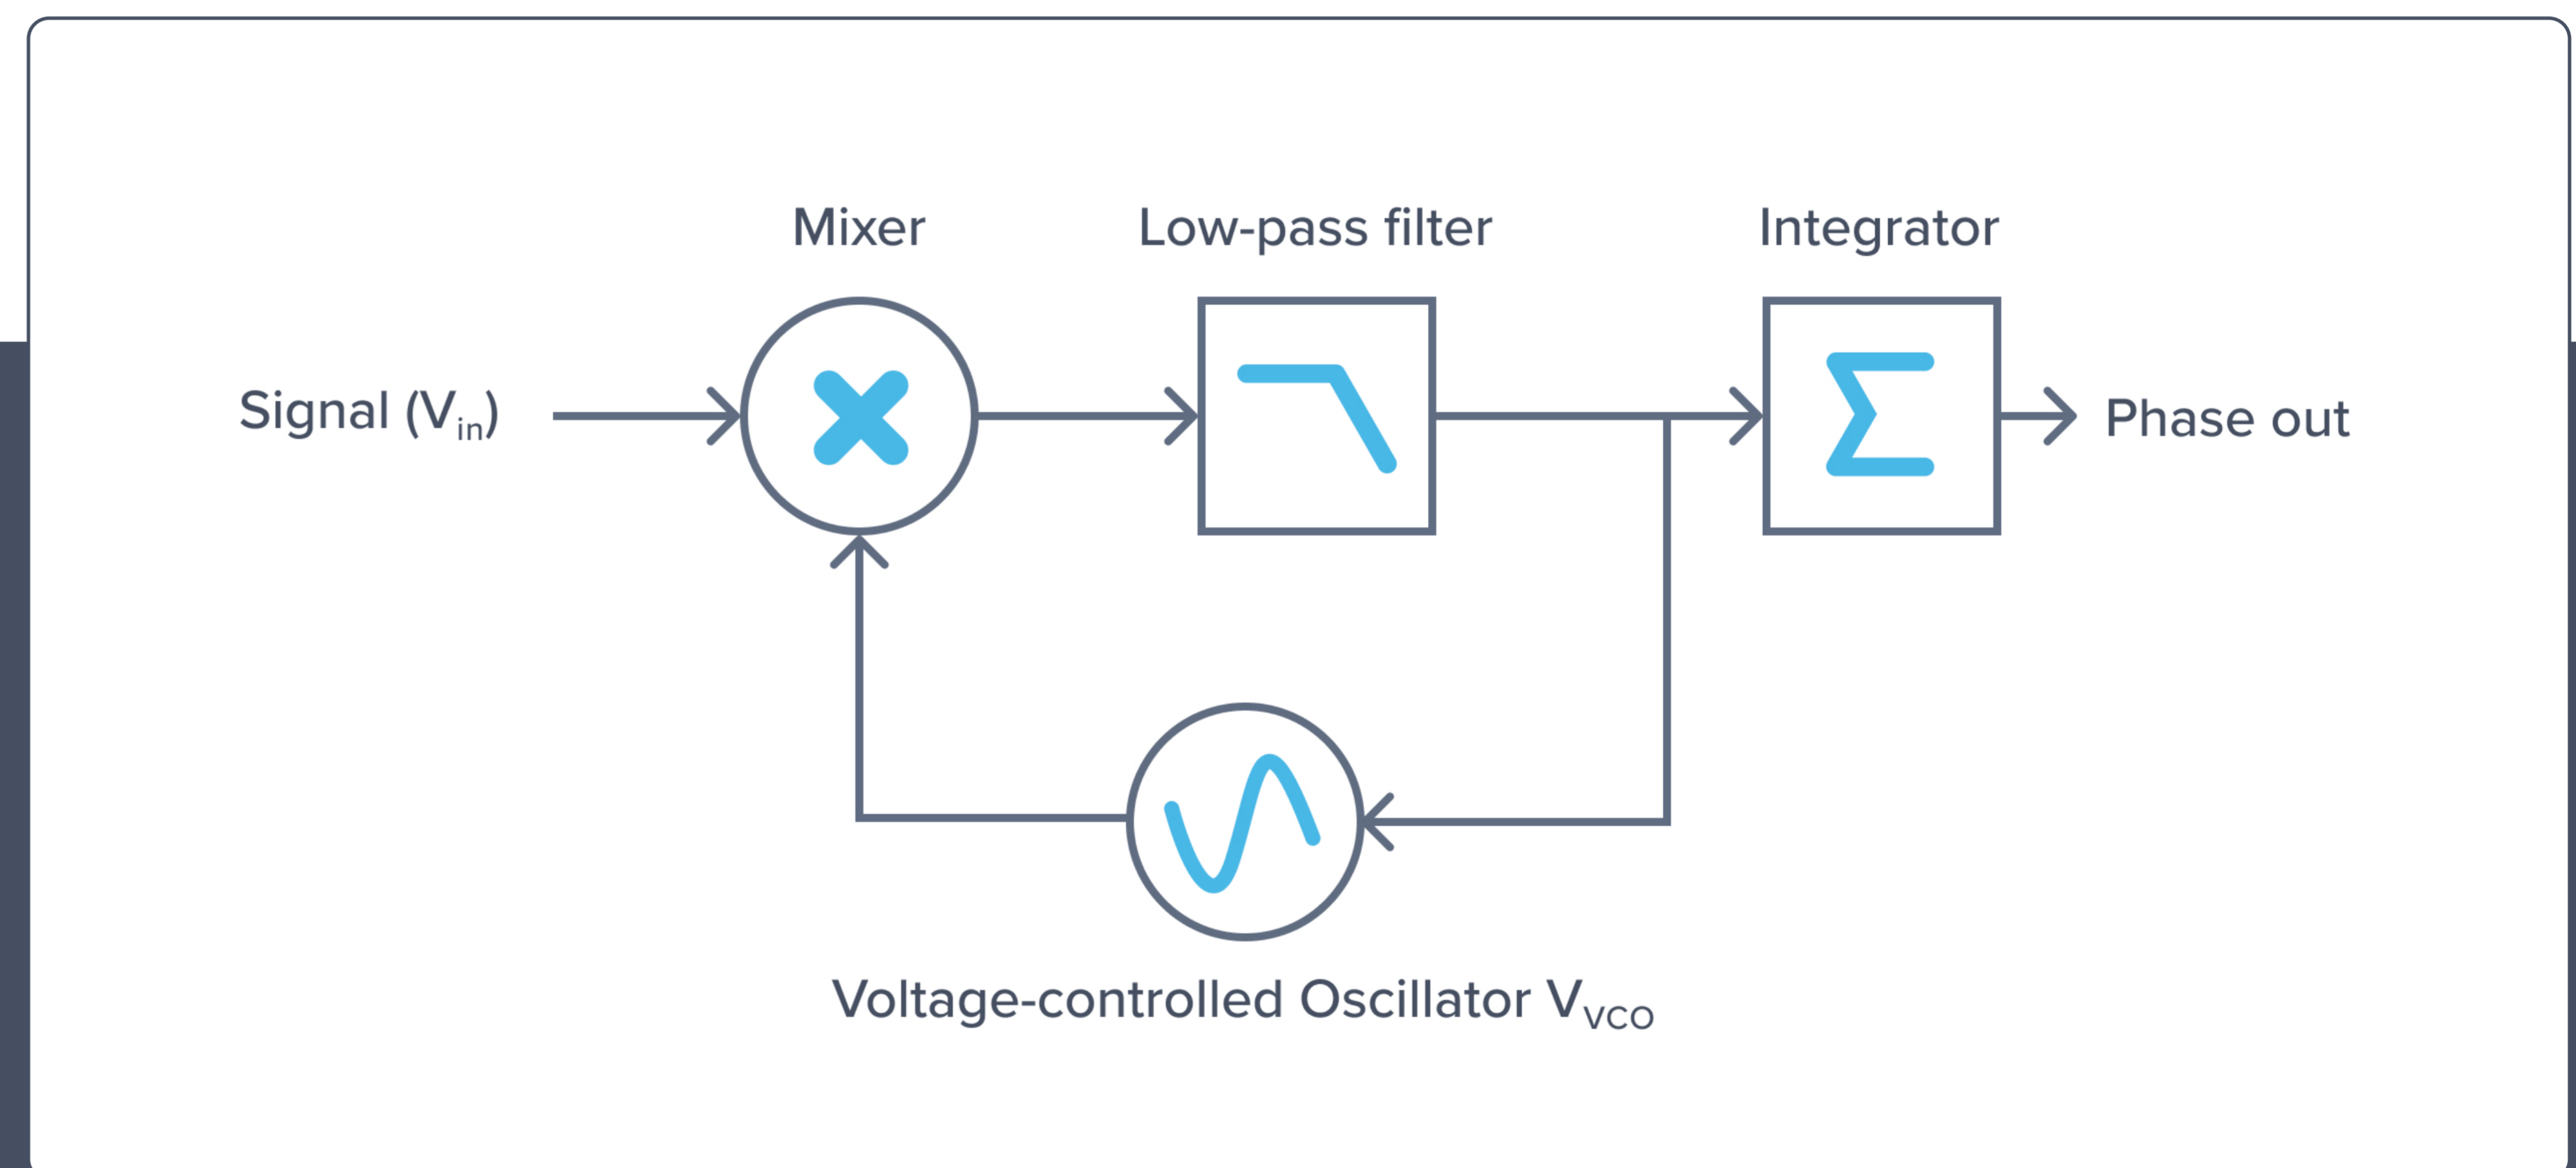 Mixer
Low-pass filter
Integrator
Signal (Vin)
Phase out
Voltage-controlled Oscillator VVCO